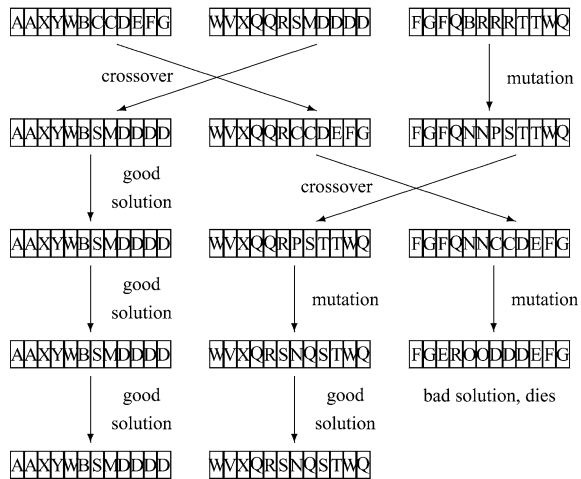 AAXYWBCCDEFG WVXQQRSMDDDD FGFQBRRRTTWQ
crossover mutation
AAXYWBSMDDDD WVXQQRCCDEFG FGFQNNPSTTWQ
good
solution
crossover
AAXYWBSMDDDD WVXQQRPSTTWQ FGFQNNCCDEFG
good
solution
mutation mutation
AAXYWBSMDDDD WVXQRSNQSTWQ FGEROODDDEFG
good
solution
good
solution
bad solution, dies
AAXYWBSMDDDD WVXQRSNQSTWQ